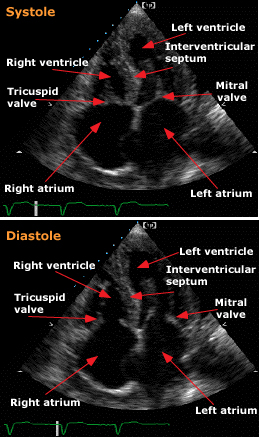 Systole
Left ventricle
Interventricular
septum
Right ventricle
Tricuspid
valve
Mitral
valve
Right atrium
Left atrium
Diastole
Left ventricle
Right ventricle
Interventricular
septum
Tricuspid
valve
Mitral
valve
Right atrium
Left atrium